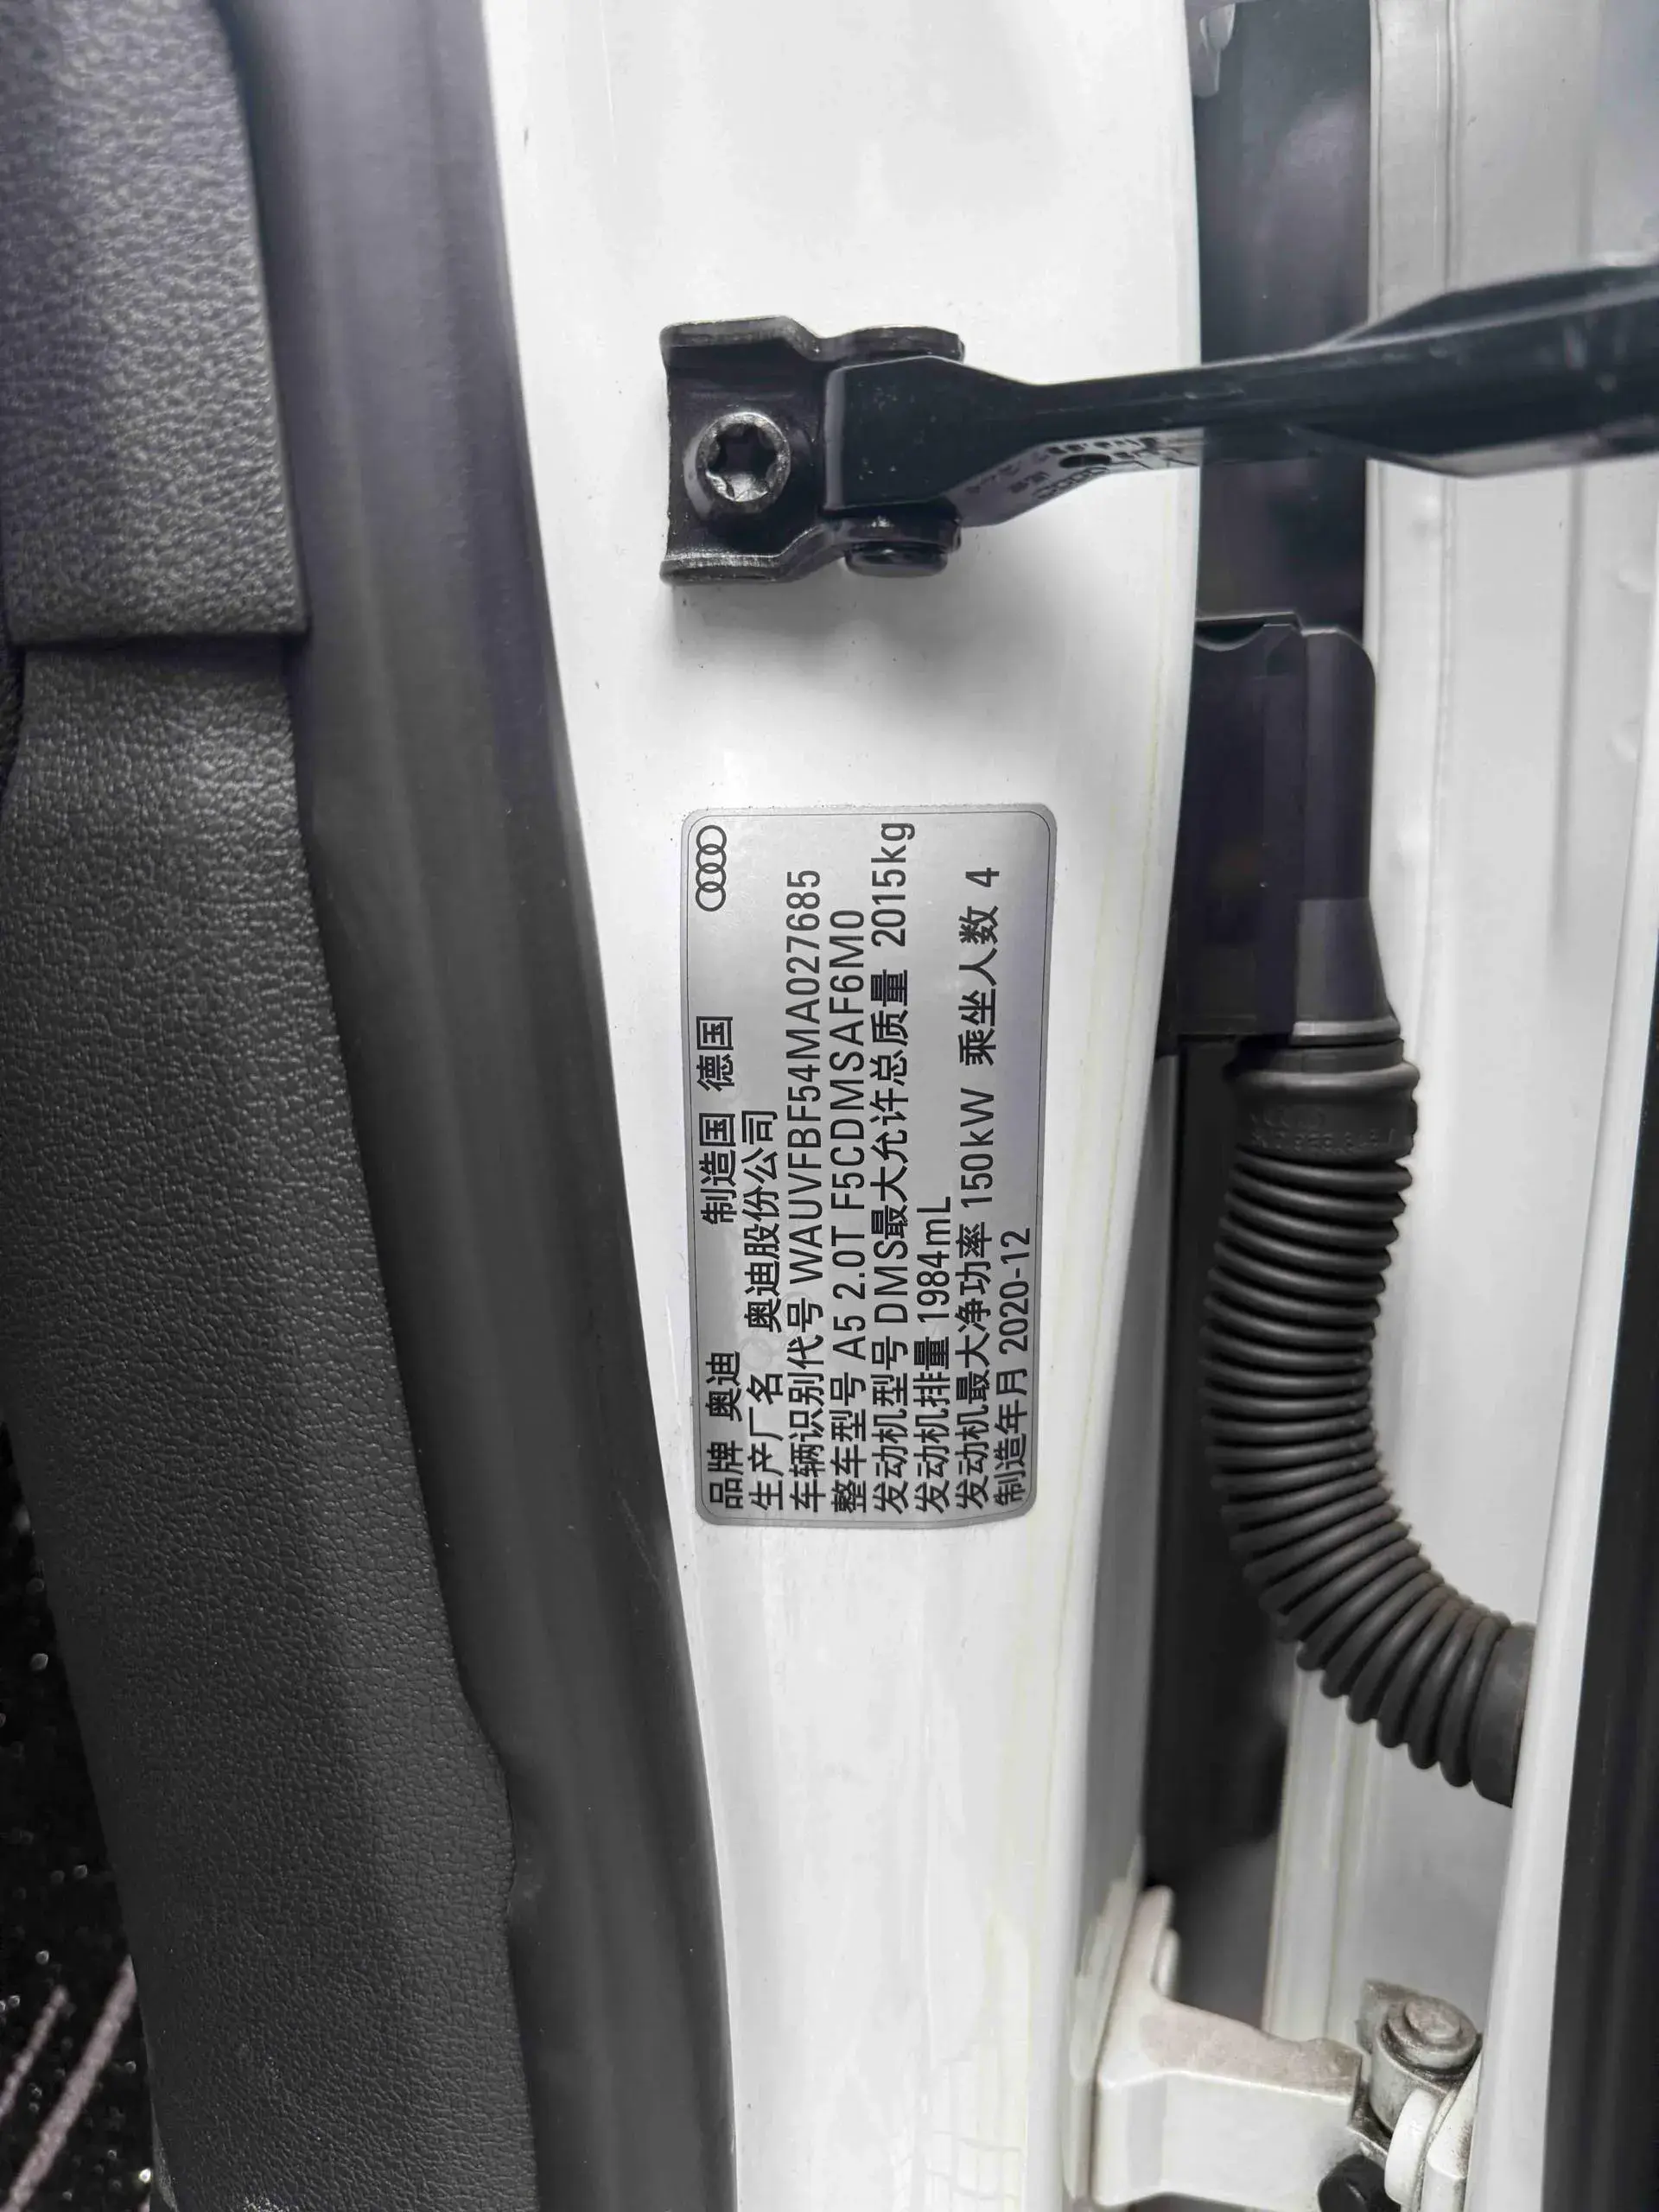 品牌 奥迪 制造国 德国
生产厂名 奥迪股份公司
车辆识别代号 WAUVFBF54MA027685
整车型号 A5 2.0T F5CDMSAF6M0
发动机型号 DMS最大允许总质量 2015kg
发动机排量 1984mL
发动机最大净功率 150kW 乘坐人数 4
制造年月 2020-12